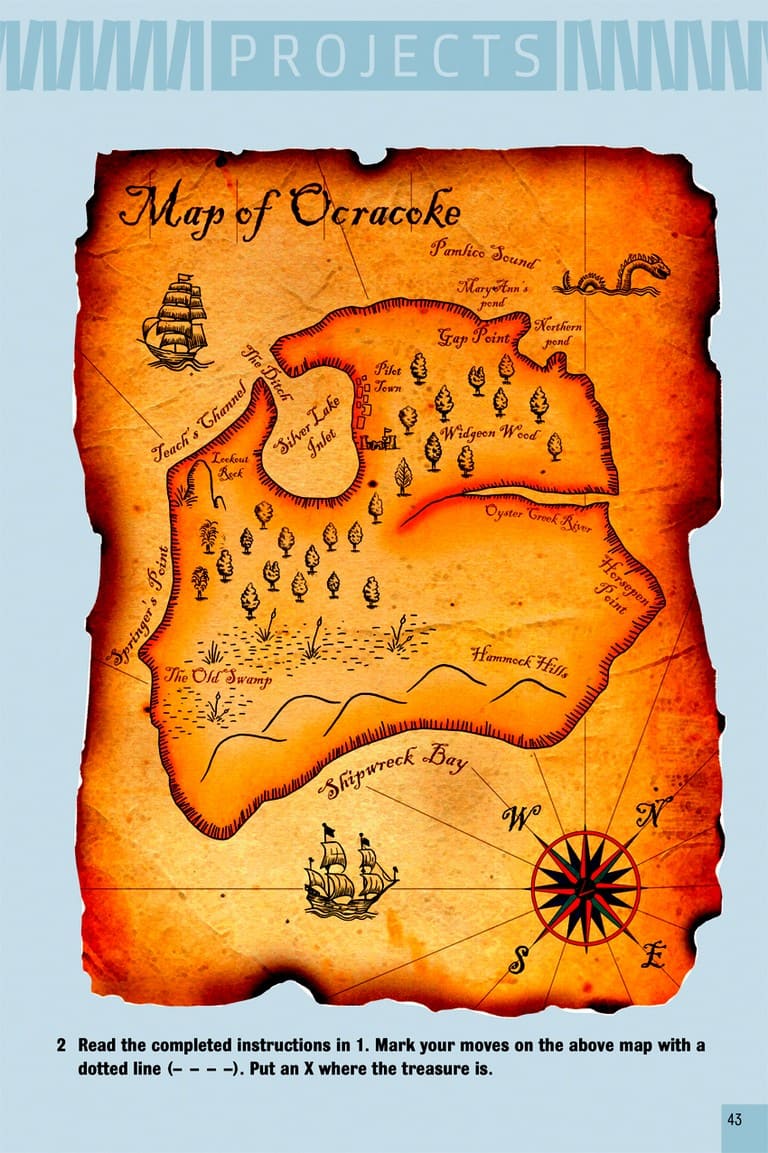 PROJECTS
Map of Ocracoke
Pamlico Sound
Mary Ann's
pond
Northern
pond
Gap Point
The Ditch
Pilot
Town
Teach's Channel
Silver Lake
Inlet
Widgeon Wood
Lookout
Rock
Oyster Creek River
Horsepen
Point
Springer's Point
The Old Swamp
Hammock Hills
Shipwreck Bay
W
N
S
E
2 Read the completed instructions in 1. Mark your moves on the above map with a
dotted line (– – – –). Put an X where the treasure is.
43